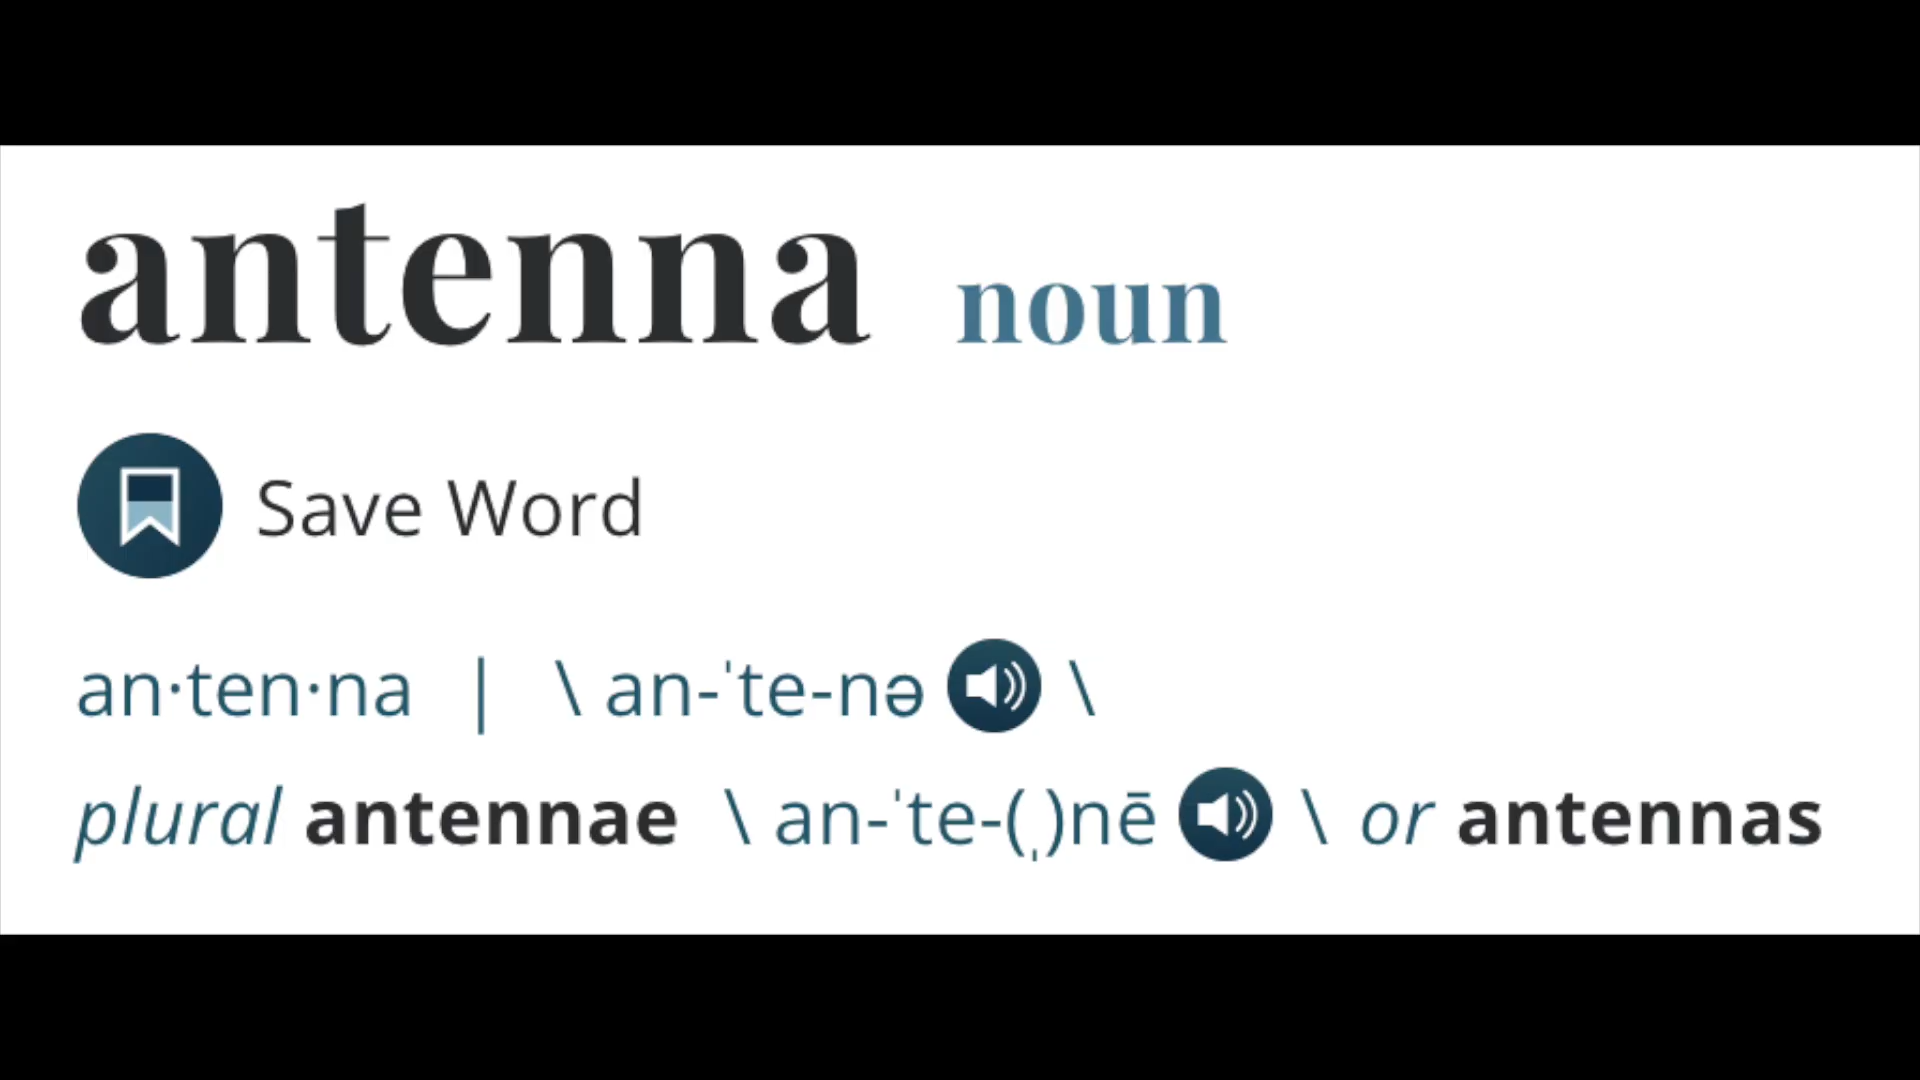 antenna noun
Save Word
an·ten·na | \ an-ˈte-nə \
plural antennae \ an-ˈte-(ˌ)nē \ or antennas